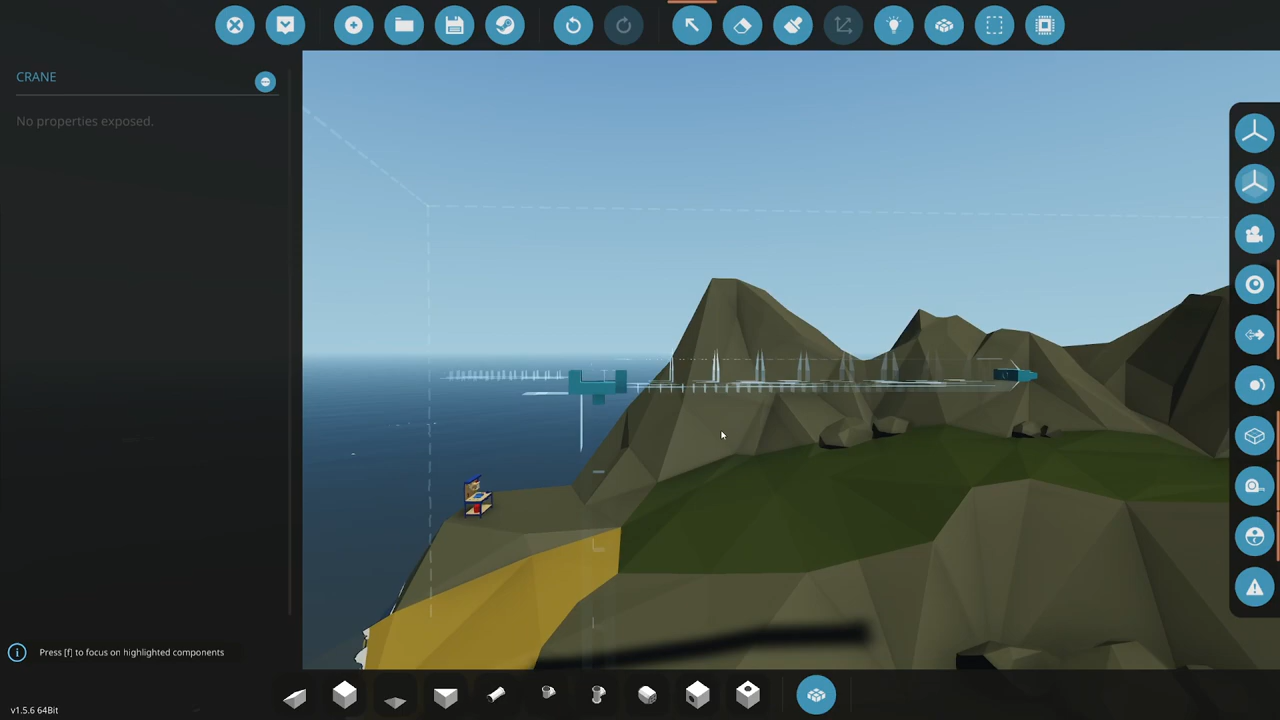 CRANE
No properties exposed.
Press [f] to focus on highlighted components
v1.5.6 64Bit